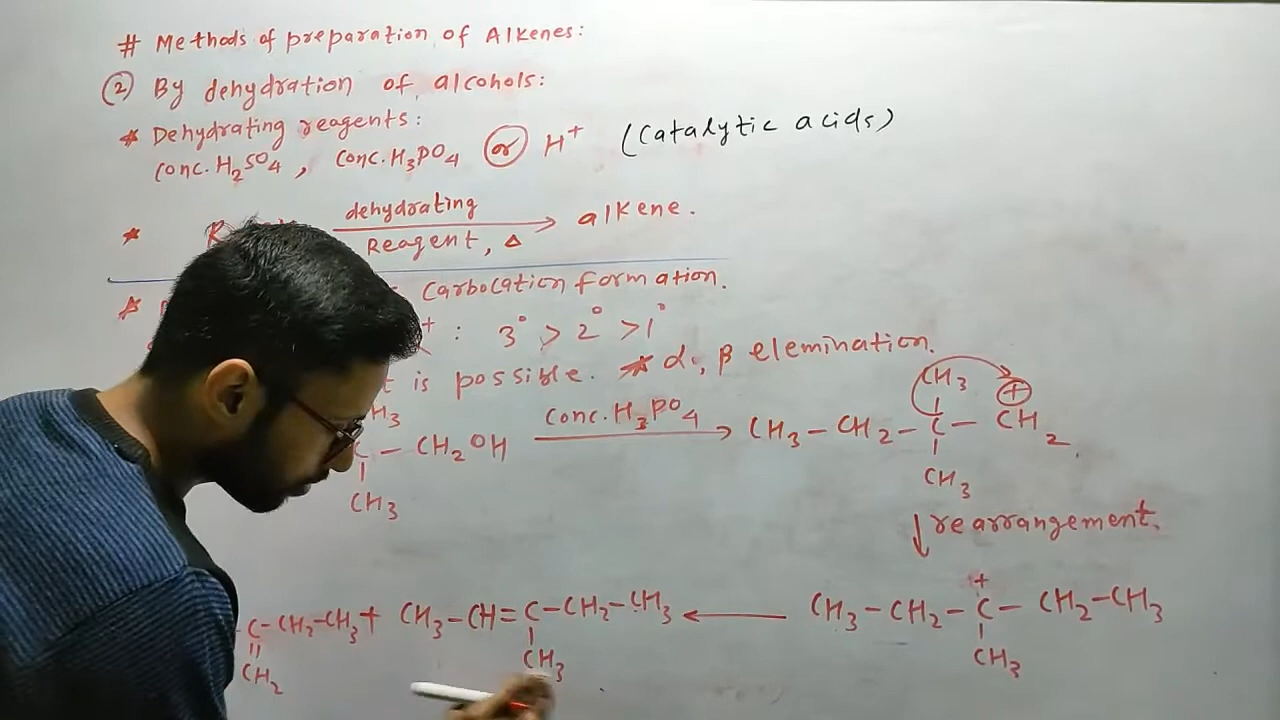 # Methods of preparation of Alkenes:
② By dehydration of alcohols:
* Dehydrating reagents:
Conc. H₂SO₄, Conc. H₃PO₄ or H⁺ (Catalytic acids)
* dehydrating
Reagent, Δ → alkene.
* Carbocation formation.
⁺ : 3° > 2° > 1°
t is possible. * α, β elemination.
CH₃
H₃ Conc. H₃PO₄ ⊕
C – CH₂OH → CH₃ – CH₂ – C – CH₂
CH₃ CH₃
↓ rearrangement.
+
C – CH₂ – CH₃ + CH₃ – CH = C – CH₂ – CH₃ ← CH₃ – CH₂ – C – CH₂ – CH₃
CH₂ CH₃ CH₃